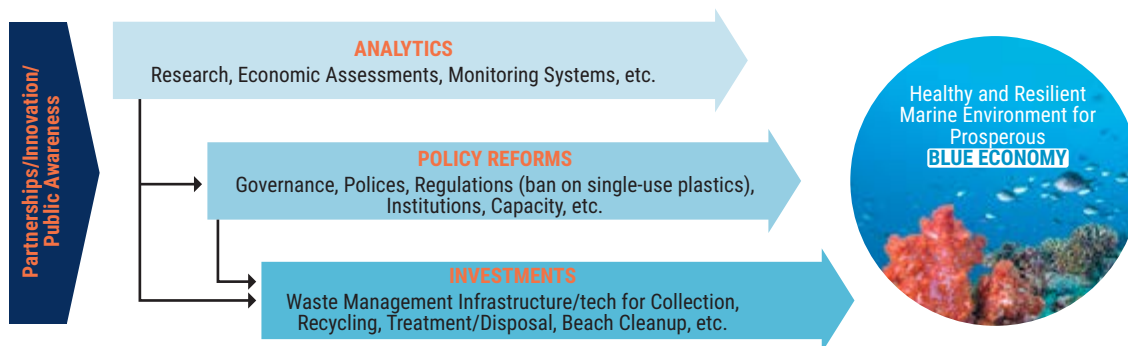 Partnerships/Innovation/
Public Awareness
ANALYTICS
Research, Economic Assessments, Monitoring Systems, etc.
POLICY REFORMS
Governance, Polices, Regulations (ban on single-use plastics),
Institutions, Capacity, etc.
INVESTMENTS
Waste Management Infrastructure/tech for Collection,
Recycling, Treatment/Disposal, Beach Cleanup, etc.
Healthy and Resilient
Marine Environment for
Prosperous
BLUE ECONOMY